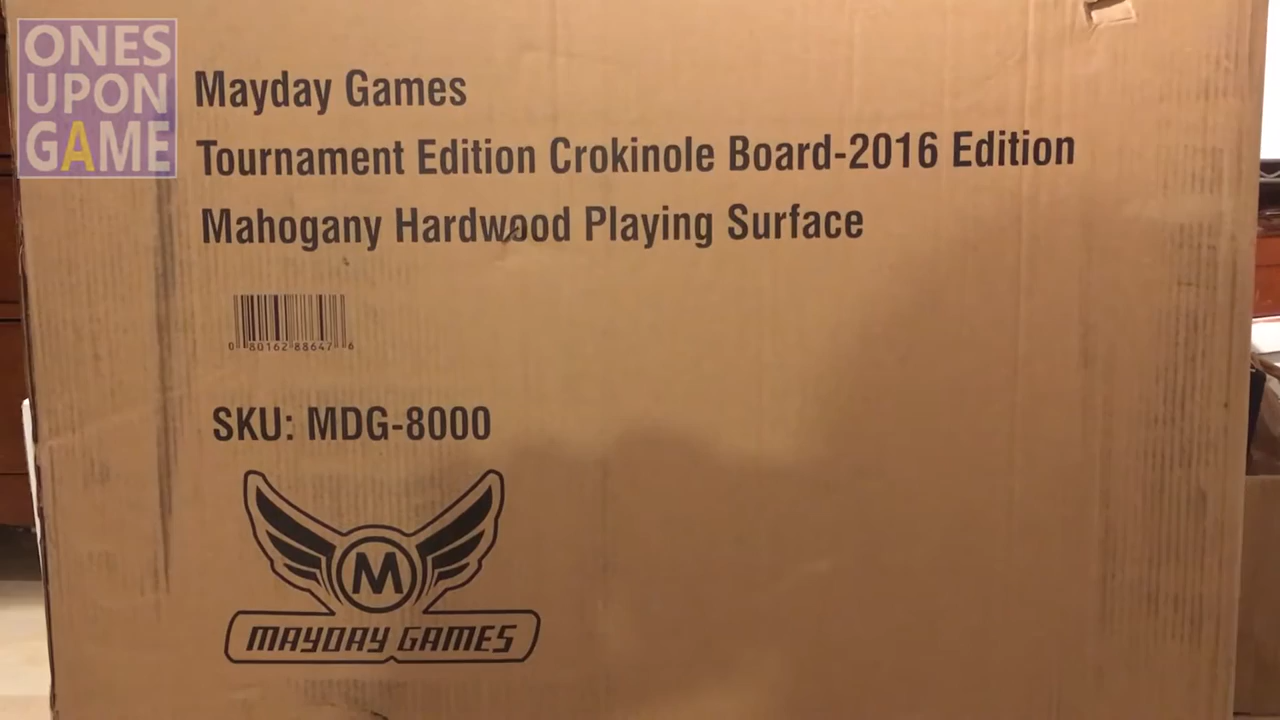 ONES
UPON
GAME
Mayday Games
Tournament Edition Crokinole Board-2016 Edition
Mahogany Hardwood Playing Surface
0 80162 88647 6
SKU: MDG-8000
M
MAYDAY GAMES